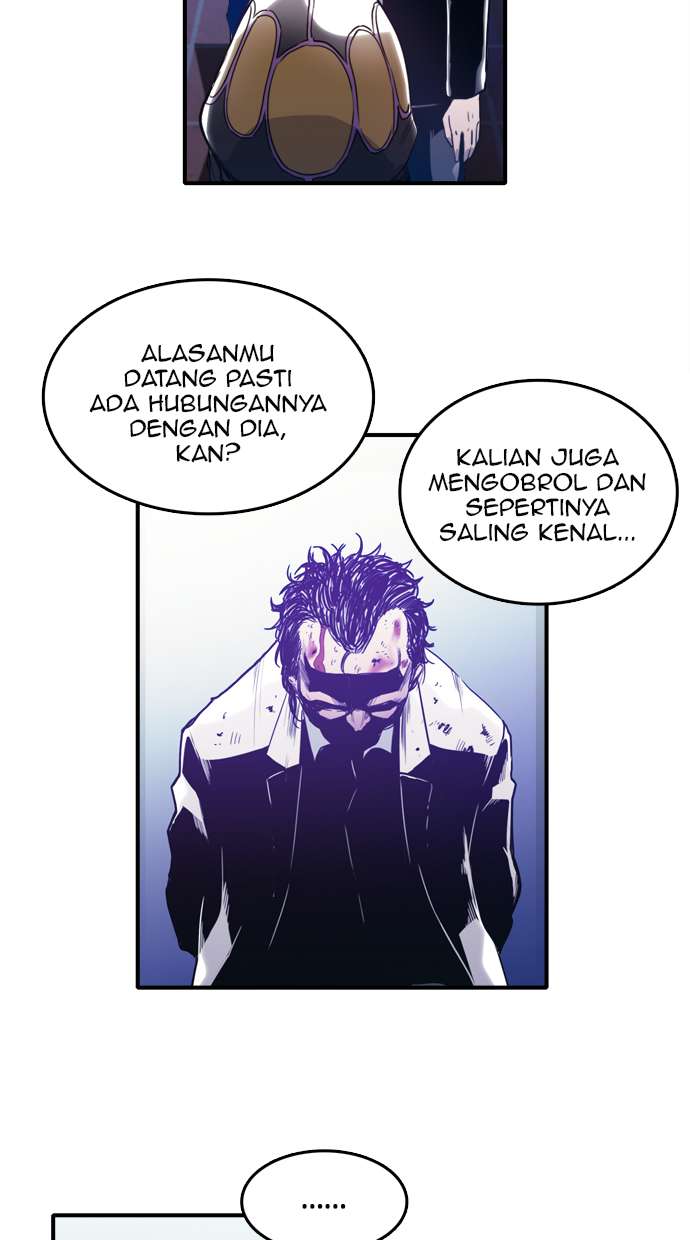 ALASANMU
DATANG PASTI
ADA HUBUNGANNYA
DENGAN DIA,
KAN?
KALIAN JUGA
MENGOBROL DAN
SEPERTINYA
SALING KENAL...
......